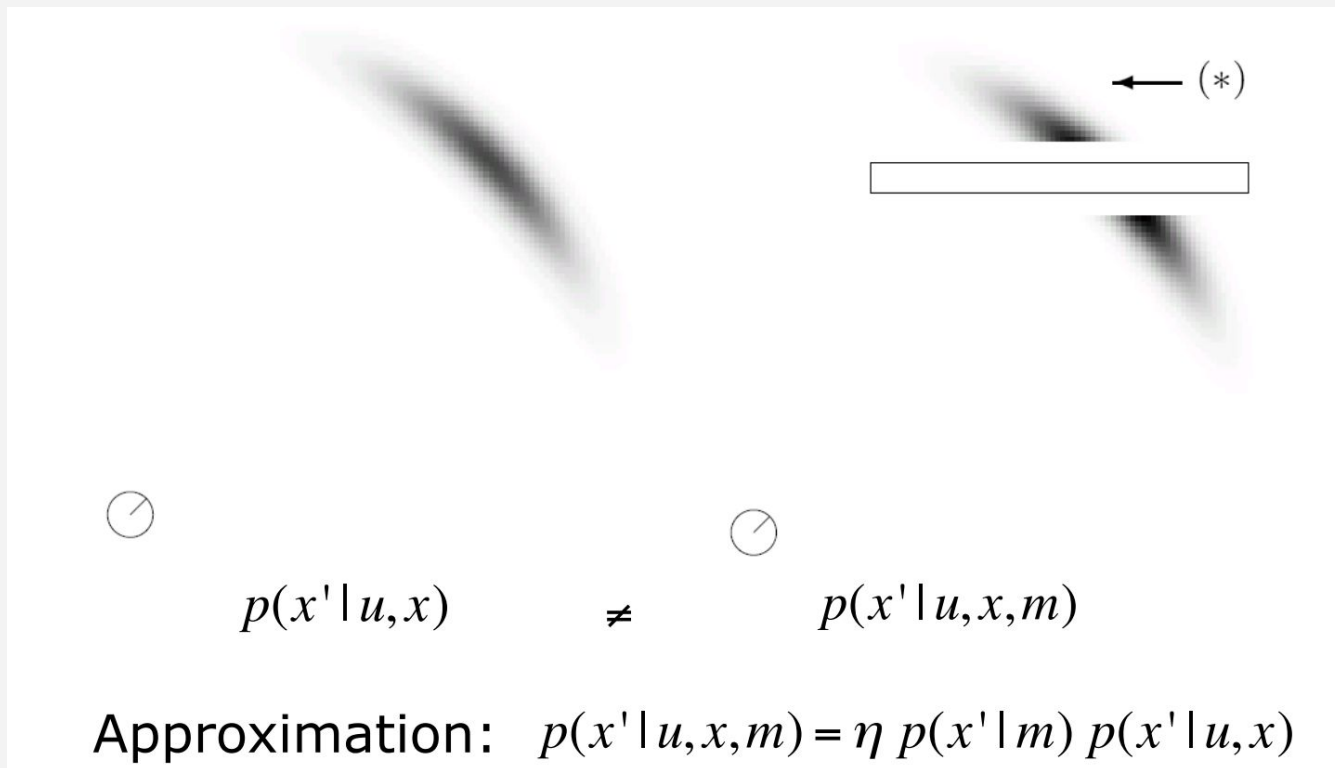 (*)
p(x'|u,x) ≠ p(x'|u,x,m)
Approximation: p(x'|u,x,m) = η p(x'|m) p(x'|u,x)